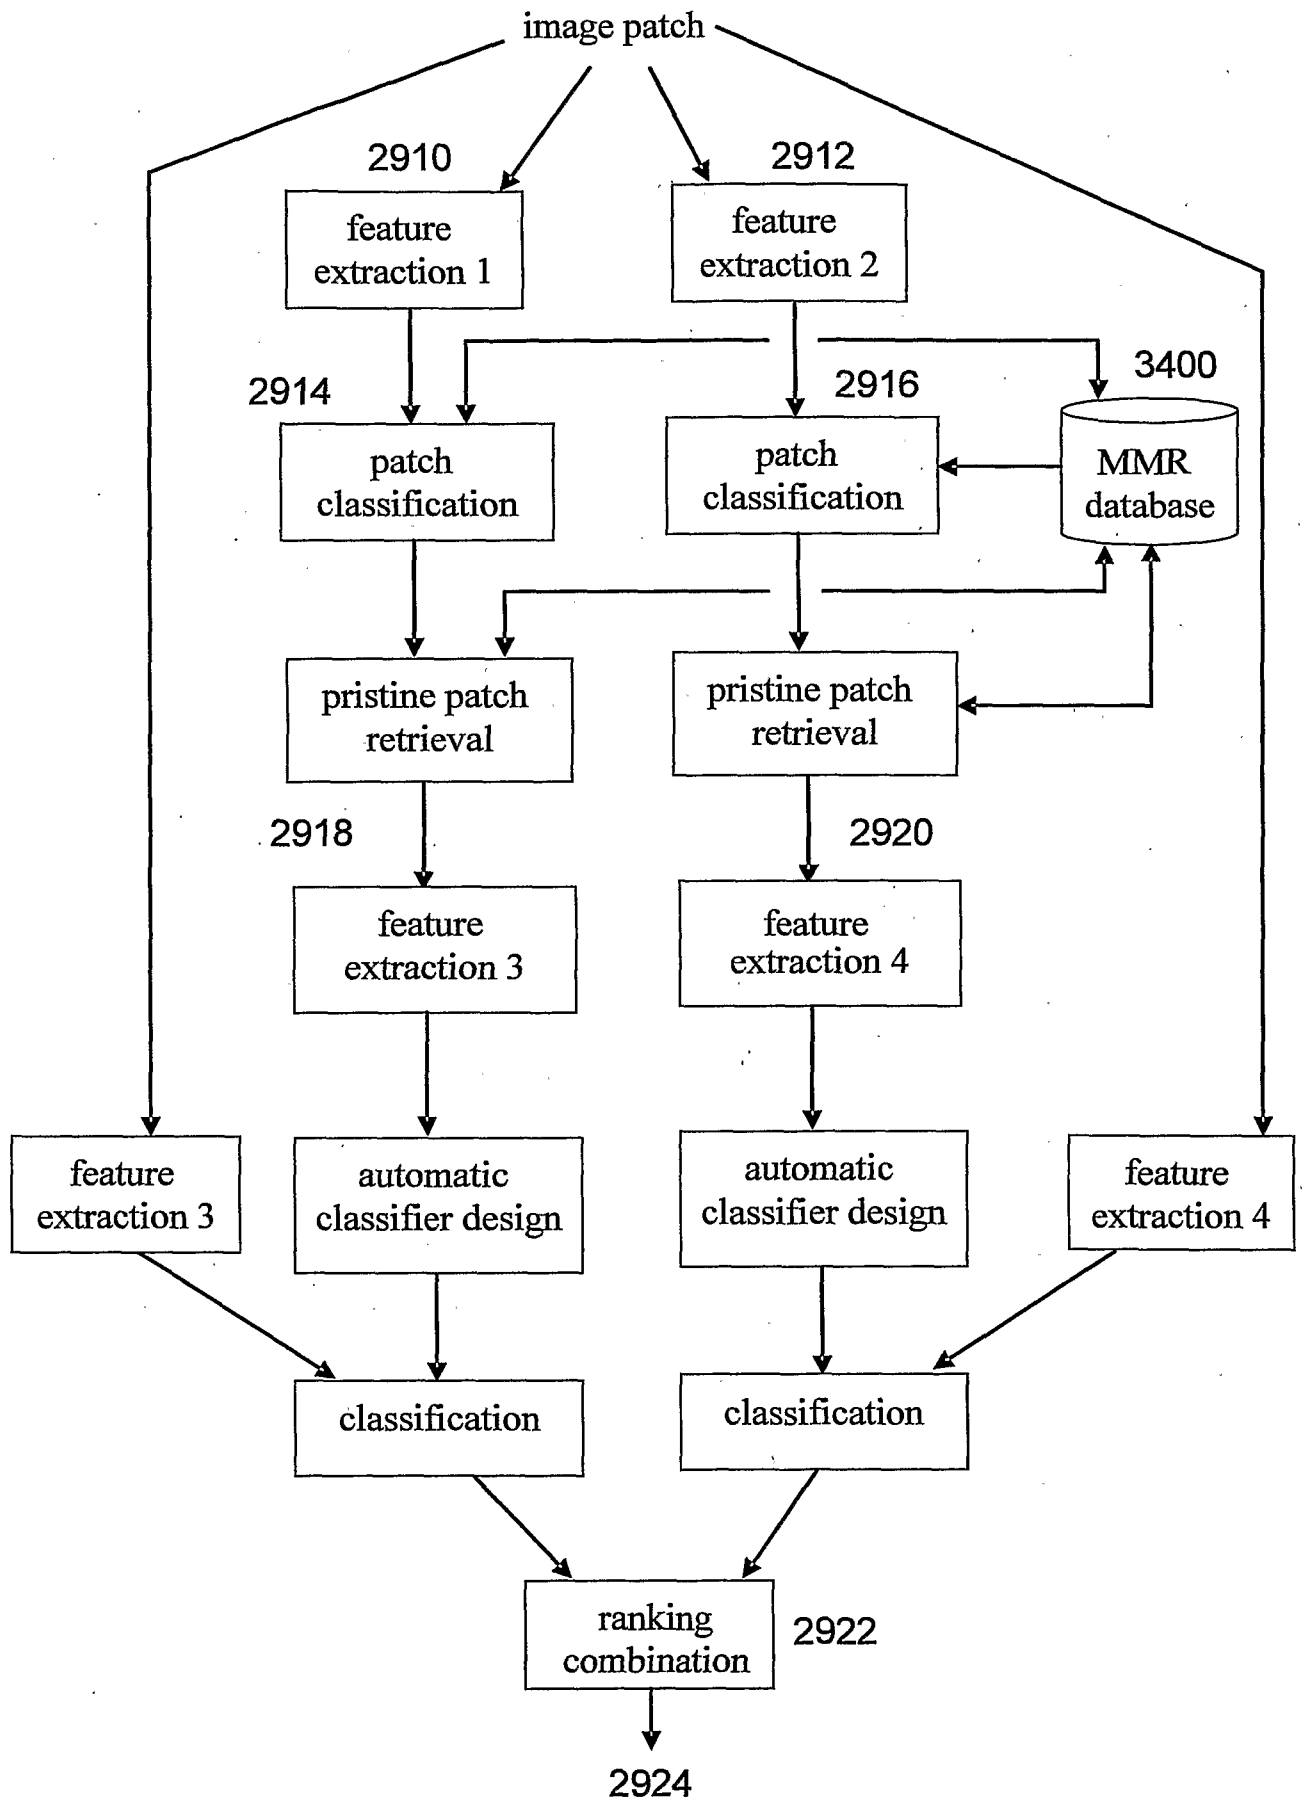 image patch
2910
2912
feature
extraction 1
feature
extraction 2
2914
2916
3400
patch
classification
patch
classification
MMR
database
pristine patch
retrieval
pristine patch
retrieval
2918
2920
feature
extraction 3
feature
extraction 4
feature
extraction 3
automatic
classifier design
automatic
classifier design
feature
extraction 4
classification
classification
ranking
combination
2922
2924